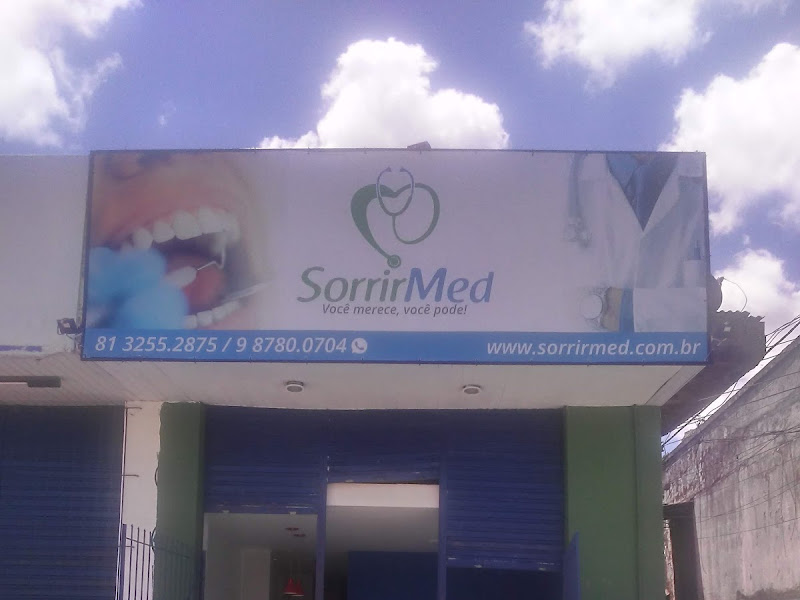 SorrirMed
Você merece, você pode!
81 3255.2875 / 9 8780.0704
www.sorrirmed.com.br